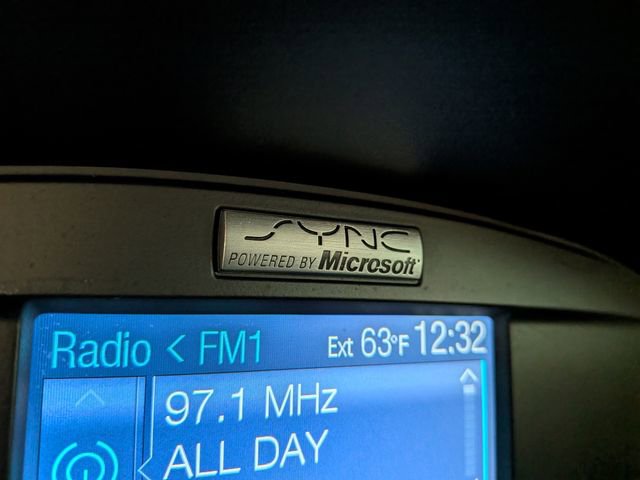 SYNC
POWERED BY Microsoft
Radio < FM1 Ext 63°F 12:32
97.1 MHz
ALL DAY